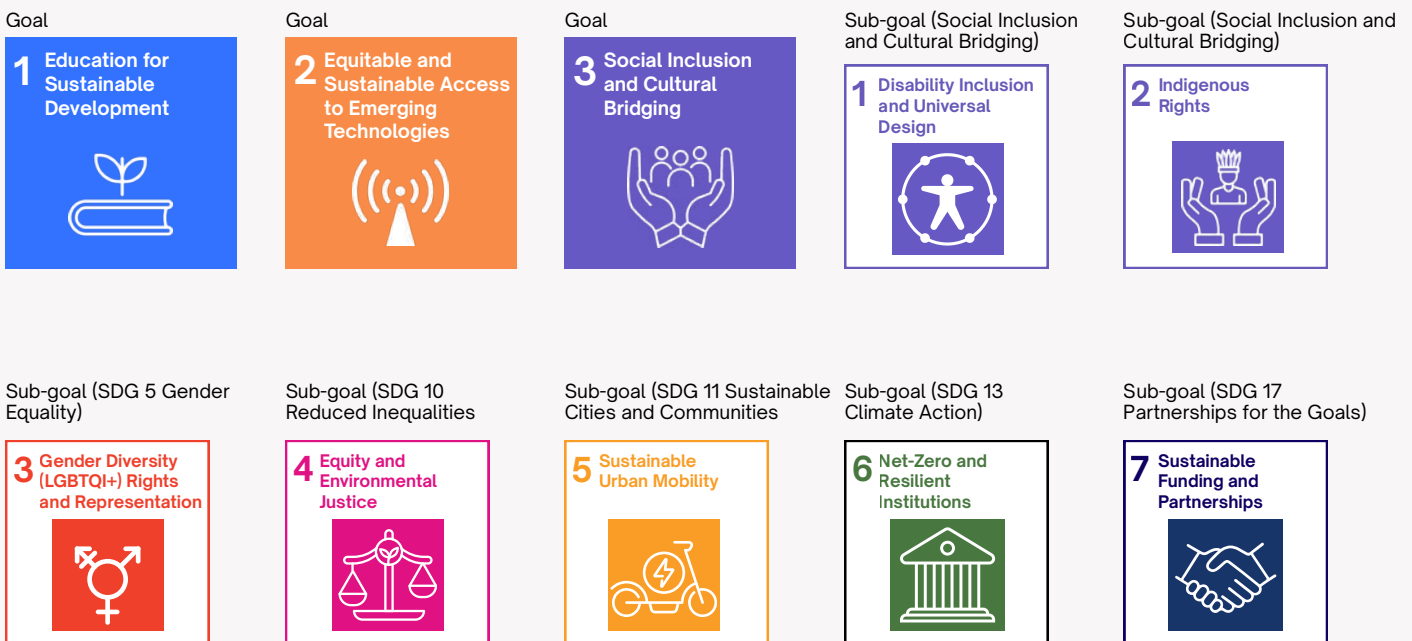 Goal
1
Education for
Sustainable
Development
Goal
2
Equitable and
Sustainable Access
to Emerging
Technologies
Goal
3
Social Inclusion
and Cultural
Bridging
Sub-goal (Social Inclusion
and Cultural Bridging)
1
Disability Inclusion
and Universal
Design
Sub-goal (Social Inclusion and
Cultural Bridging)
2
Indigenous
Rights
Sub-goal (SDG 5 Gender
Equality)
3
Gender Diversity
(LGBTQI+) Rights
and Representation
Sub-goal (SDG 10
Reduced Inequalities
4
Equity and
Environmental
Justice
Sub-goal (SDG 11 Sustainable
Cities and Communities
5
Sustainable
Urban Mobility
Sub-goal (SDG 13
Climate Action)
6
Net-Zero and
Resilient
Institutions
Sub-goal (SDG 17
Partnerships for the Goals)
7
Sustainable
Funding and
Partnerships